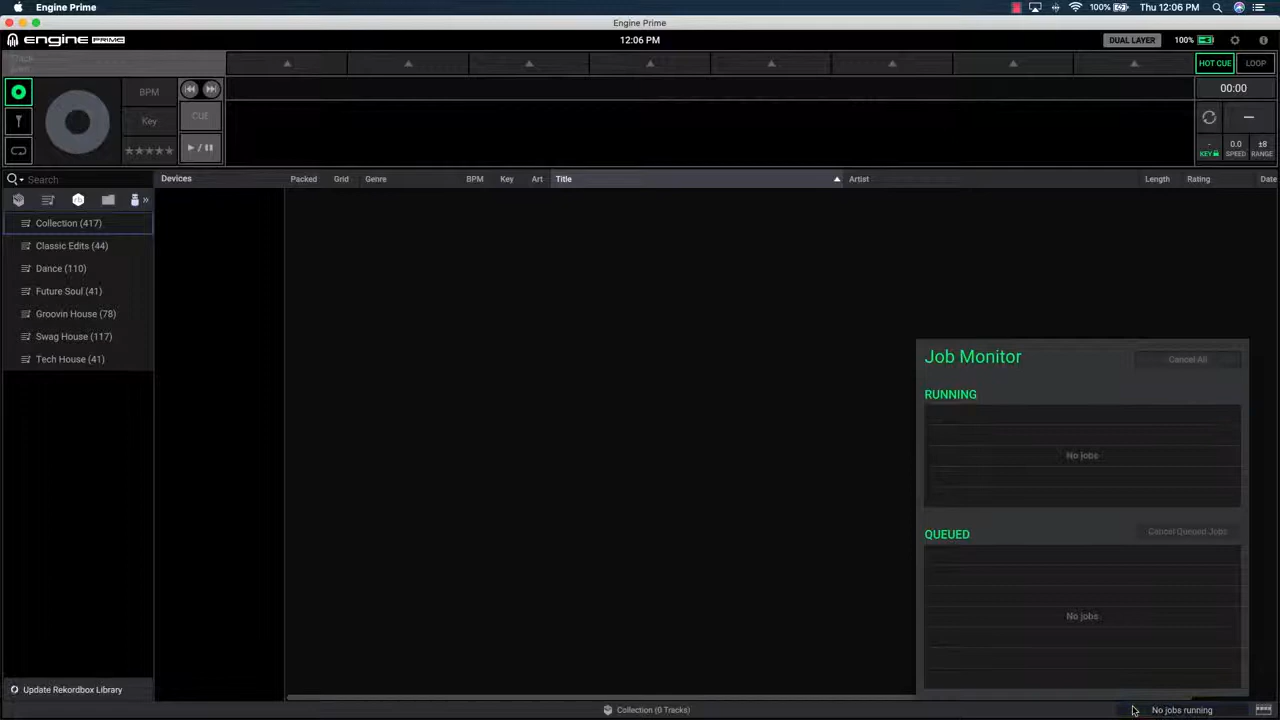 Engine Prime
100%
Thu 12:06 PM
Engine Prime
engine PRIME
12:06 PM
DUAL LAYER
100%
HOT CUE
LOOP
BPM
Key
CUE
00:00
-
0.0
±8
KEY
SPEED
RANGE
Search
Devices
Packed
Grid
Genre
BPM
Key
Art
Title
Artist
Length
Rating
Date
Collection (417)
Classic Edits (44)
Dance (110)
Future Soul (41)
Groovin House (78)
Swag House (117)
Tech House (41)
Job Monitor
Cancel All
RUNNING
No jobs
QUEUED
Cancel Queued Jobs
No jobs
Update Rekordbox Library
Collection (0 Tracks)
No jobs running